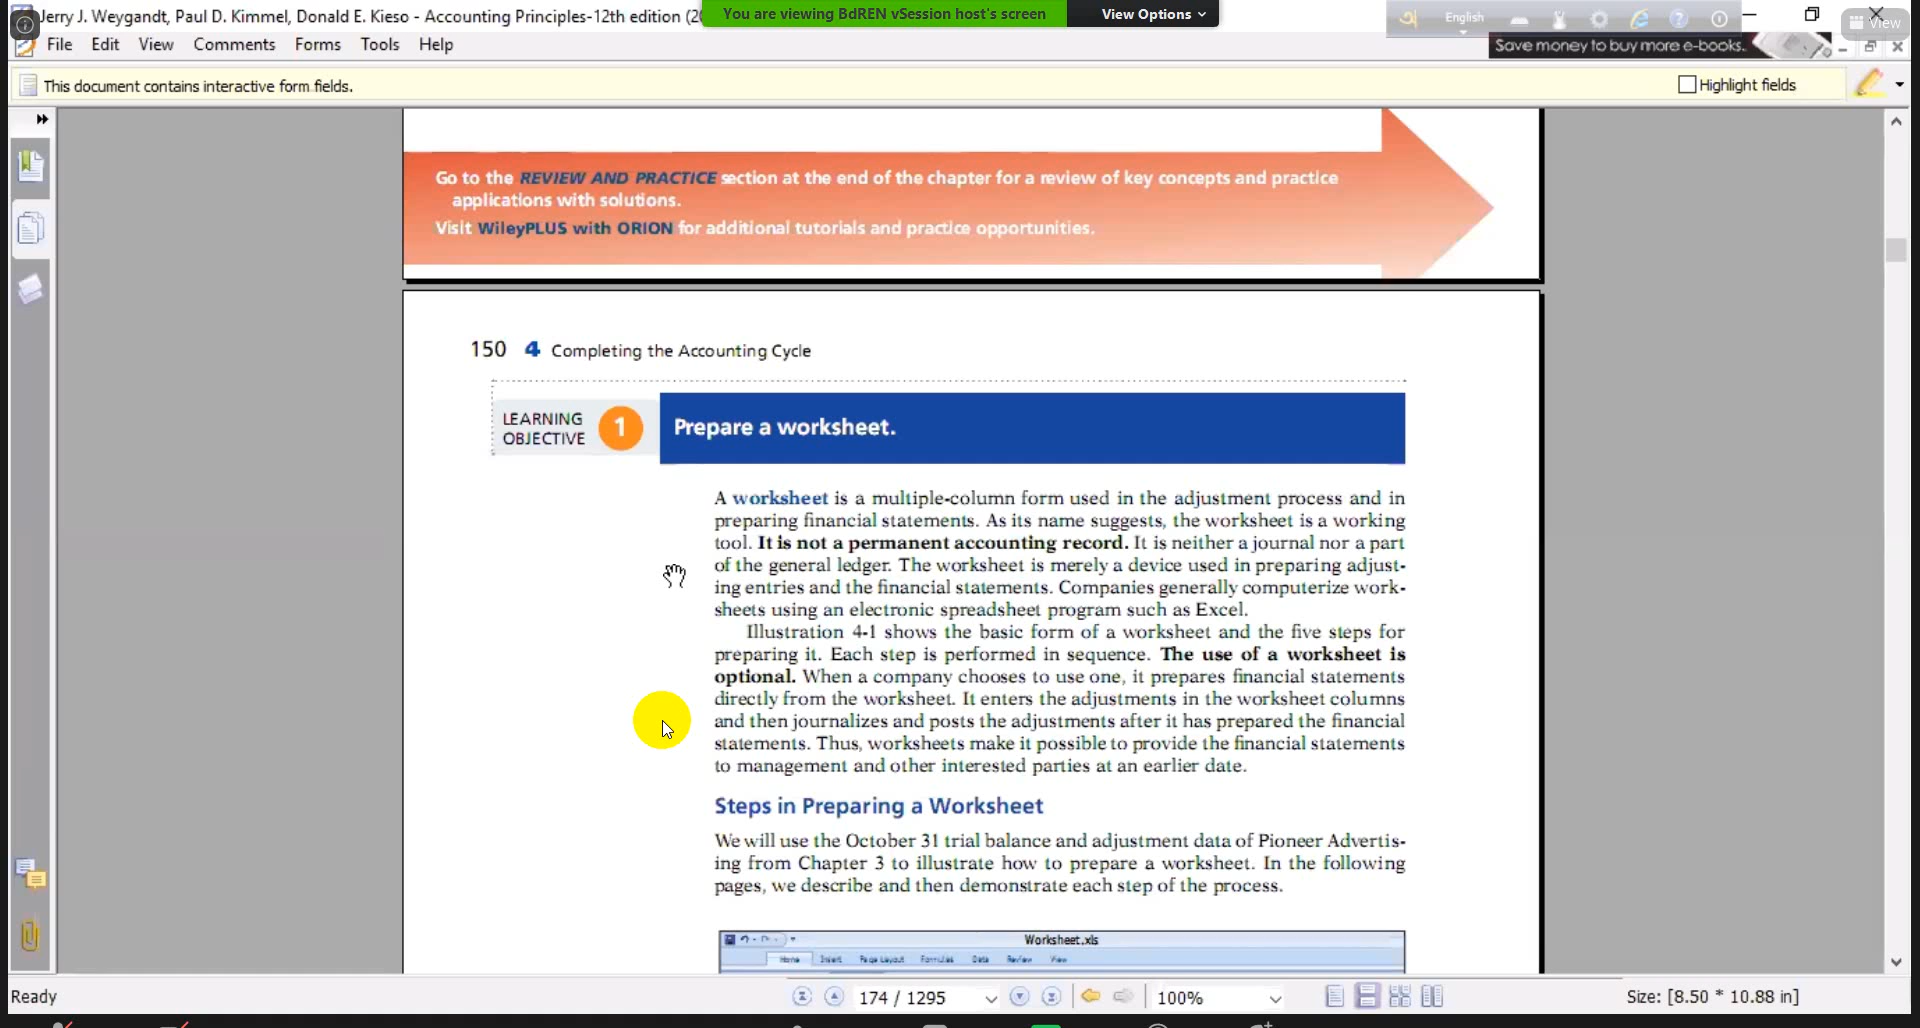 Jerry J. Weygandt, Paul D. Kimmel, Donald E. Kieso - Accounting Principles-12th edition (20
You are viewing BdREN vSession host's screen
View Options
English
View
File Edit View Comments Forms Tools Help
Save money to buy more e-books.
This document contains interactive form fields.
Highlight fields
Go to the REVIEW AND PRACTICE section at the end of the chapter for a review of key concepts and practice
applications with solutions.
Visit WileyPLUS with ORION for additional tutorials and practice opportunities.
150 4 Completing the Accounting Cycle
LEARNING
OBJECTIVE
1
Prepare a worksheet.
A worksheet is a multiple-column form used in the adjustment process and in
preparing financial statements. As its name suggests, the worksheet is a working
tool. It is not a permanent accounting record. It is neither a journal nor a part
of the general ledger. The worksheet is merely a device used in preparing adjust-
ing entries and the financial statements. Companies generally computerize work-
sheets using an electronic spreadsheet program such as Excel.
Illustration 4-1 shows the basic form of a worksheet and the five steps for
preparing it. Each step is performed in sequence. The use of a worksheet is
optional. When a company chooses to use one, it prepares financial statements
directly from the worksheet. It enters the adjustments in the worksheet columns
and then journalizes and posts the adjustments after it has prepared the financial
statements. Thus, worksheets make it possible to provide the financial statements
to management and other interested parties at an earlier date.
Steps in Preparing a Worksheet
We will use the October 31 trial balance and adjustment data of Pioneer Advertis-
ing from Chapter 3 to illustrate how to prepare a worksheet. In the following
pages, we describe and then demonstrate each step of the process.
Worksheet.xls
Home Insert Page Layout Formulas Data Review View
Ready
174 / 1295
100%
Size: [8.50 * 10.88 in]